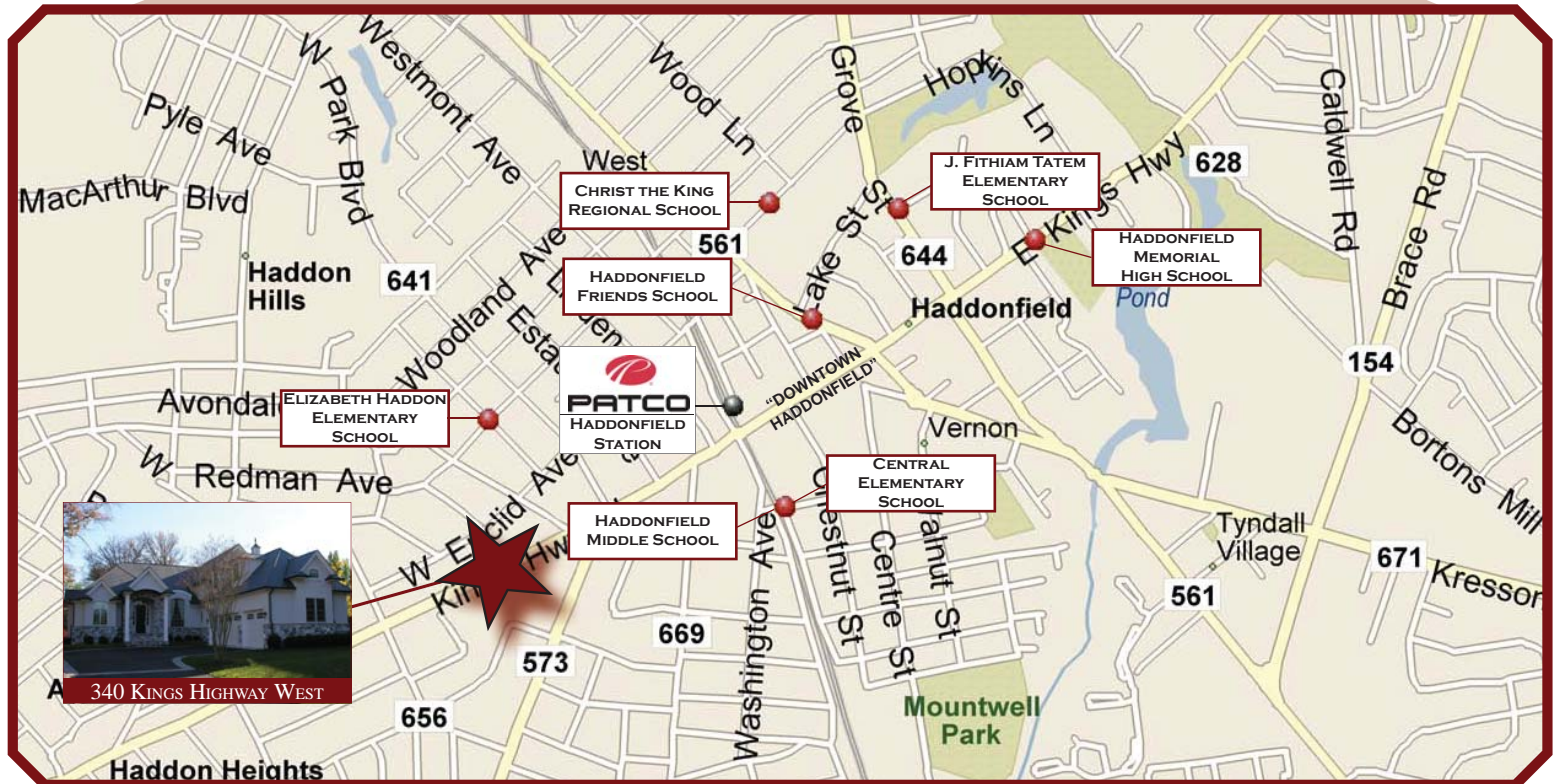 W Park Blvd
Westmont Ave
Wood Ln
Grove St
Hopkins Ln
Caldwell Rd
Pyle Ave
MacArthur Blvd
West
CHRIST THE KING
REGIONAL SCHOOL
J. FITHIAM TATEM
ELEMENTARY
SCHOOL
E Kings Hwy
628
Brace Rd
561
Lake St
644
HADDONFIELD
MEMORIAL
HIGH SCHOOL
Pond
Haddon
Hills
641
Woodland Ave
HADDONFIELD
FRIENDS SCHOOL
Haddonfield
"DOWNTOWN
HADDONFIELD"
154
Avondale
ELIZABETH HADDON
ELEMENTARY
SCHOOL
PATCO
HADDONFIELD
STATION
Vernon
Bortons Mill
W Redman Ave
W Euclid Ave
CENTRAL
ELEMENTARY
SCHOOL
HADDONFIELD
MIDDLE SCHOOL
Washington Ave
Chestnut St
Centre St
Walnut St
Tyndall
Village
671
Kresson
561
Hwy
573
669
340 KINGS HIGHWAY WEST
656
Mountwell
Park
Haddon Heights